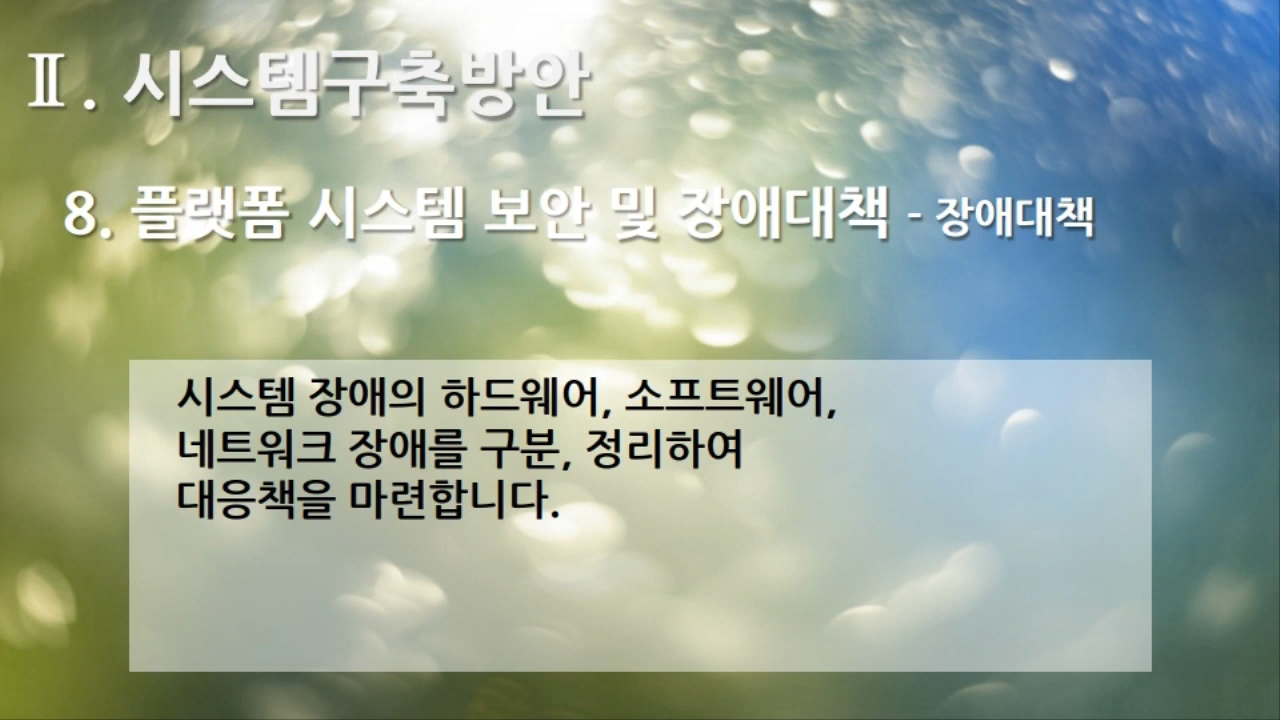 Ⅱ. 시스템구축방안
8. 플랫폼 시스템 보안 및 장애대책 - 장애대책
시스템 장애의 하드웨어, 소프트웨어,
네트워크 장애를 구분, 정리하여
대응책을 마련합니다.